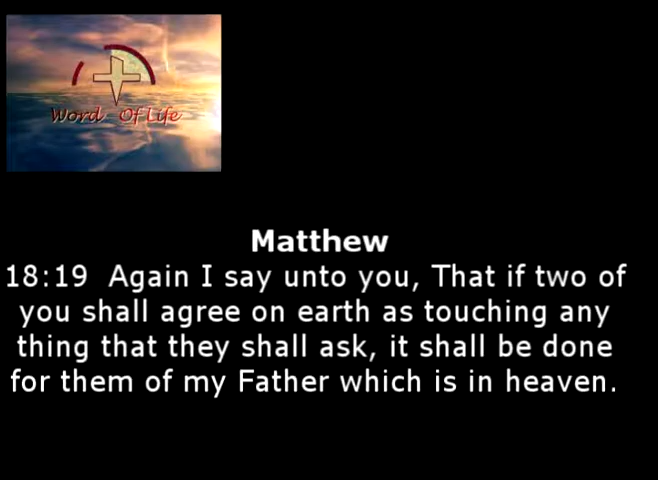 Word Of Life
Matthew
18:19 Again I say unto you, That if two of
you shall agree on earth as touching any
thing that they shall ask, it shall be done
for them of my Father which is in heaven.